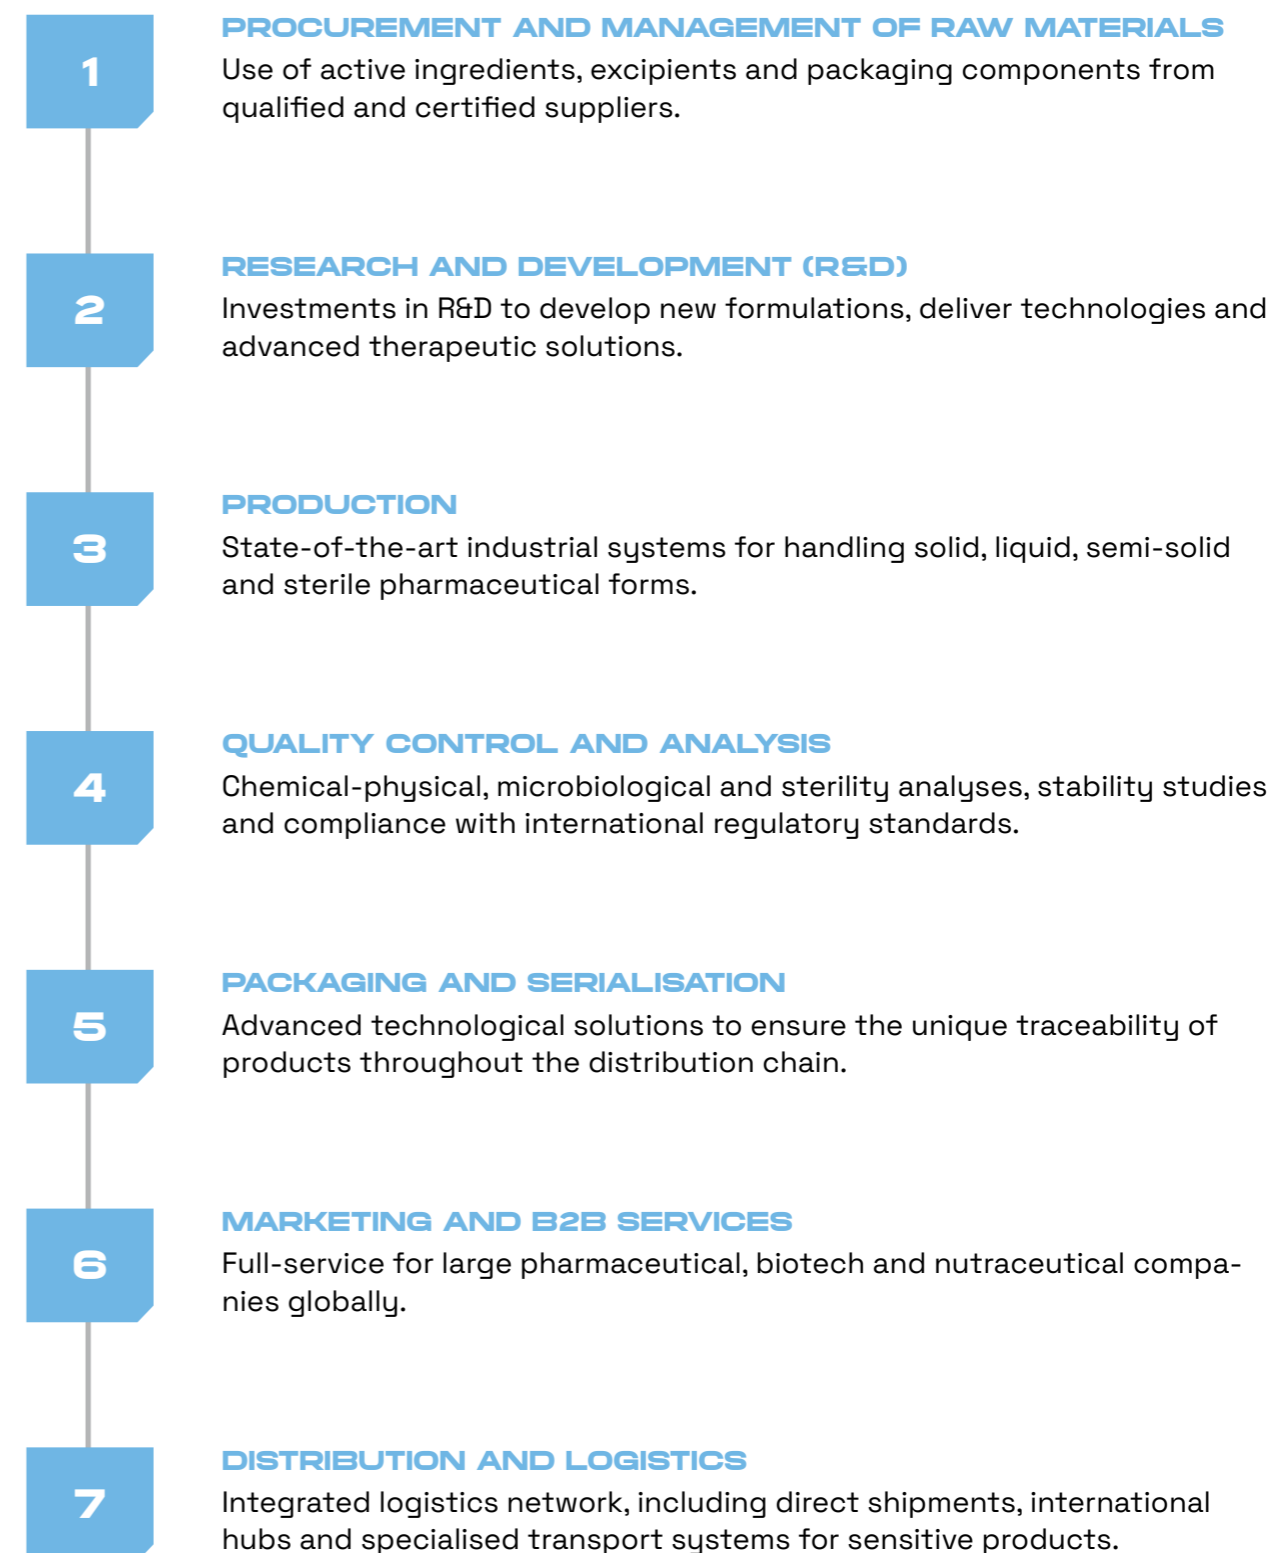 1
PROCUREMENT AND MANAGEMENT OF RAW MATERIALS
Use of active ingredients, excipients and packaging components from
qualified and certified suppliers.
2
RESEARCH AND DEVELOPMENT (R&D)
Investments in R&D to develop new formulations, deliver technologies and
advanced therapeutic solutions.
3
PRODUCTION
State-of-the-art industrial systems for handling solid, liquid, semi-solid
and sterile pharmaceutical forms.
4
QUALITY CONTROL AND ANALYSIS
Chemical-physical, microbiological and sterility analyses, stability studies
and compliance with international regulatory standards.
5
PACKAGING AND SERIALISATION
Advanced technological solutions to ensure the unique traceability of
products throughout the distribution chain.
6
MARKETING AND B2B SERVICES
Full-service for large pharmaceutical, biotech and nutraceutical compa-
nies globally.
7
DISTRIBUTION AND LOGISTICS
Integrated logistics network, including direct shipments, international
hubs and specialised transport systems for sensitive products.